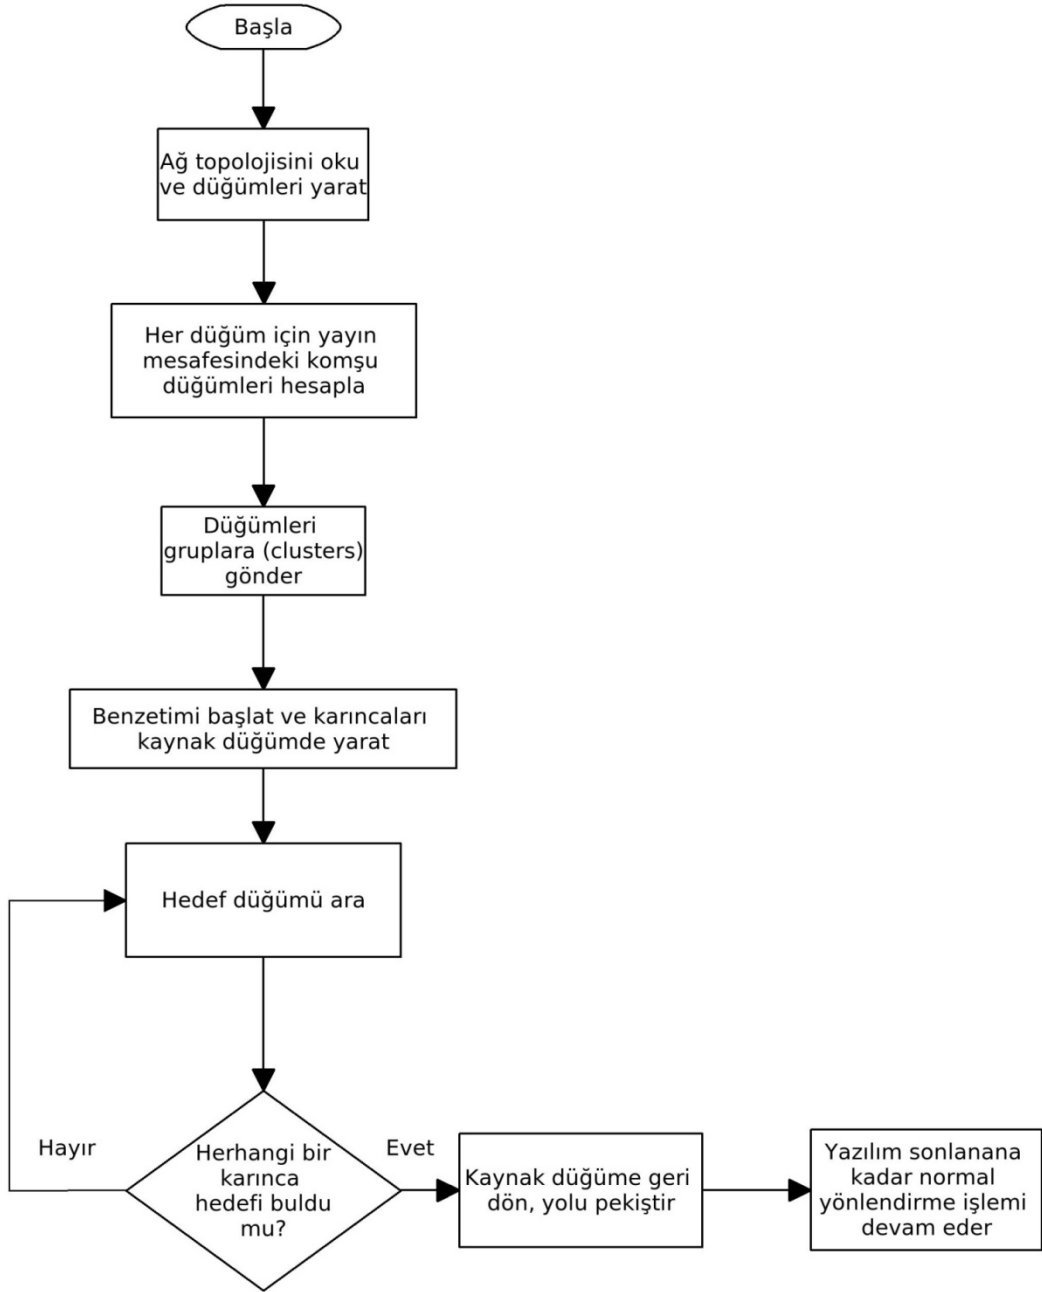 Başla
Ağ topolojisini oku
ve düğümleri yarat
Her düğüm için yayın
mesafesindeki komşu
düğümleri hesapla
Düğümleri
gruplara (clusters)
gönder
Benzetimi başlat ve karıncaları
kaynak düğümde yarat
Hedef düğümü ara
Herhangi bir
karınca
hedefi buldu
mu?
Hayır
Evet
Kaynak düğüme geri
dön, yolu pekiştir
Yazılım sonlanana
kadar normal
yönlendirme işlemi
devam eder